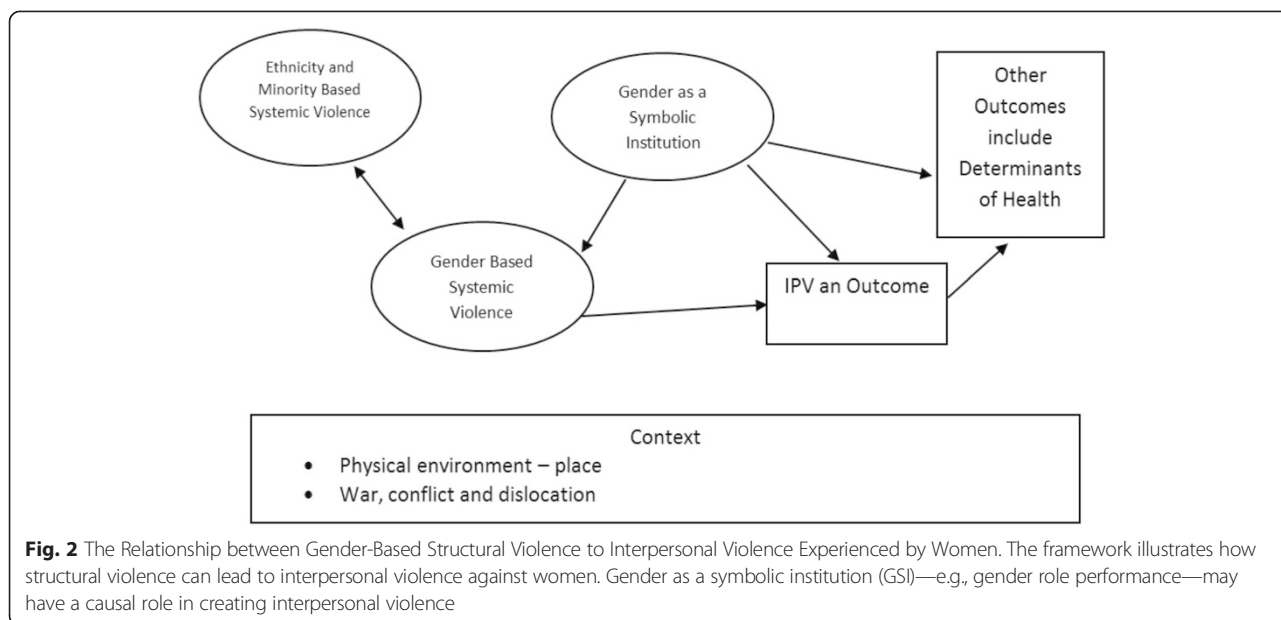 Ethnicity and
Minority Based
Systemic Violence
Gender as a
Symbolic
Institution
Other
Outcomes
include
Determinants
of Health
Gender Based
Systemic
Violence
IPV an Outcome
Context
• Physical environment – place
• War, conflict and dislocation
Fig. 2 The Relationship between Gender-Based Structural Violence to Interpersonal Violence Experienced by Women. The framework illustrates how
structural violence can lead to interpersonal violence against women. Gender as a symbolic institution (GSI)—e.g., gender role performance—may
have a causal role in creating interpersonal violence